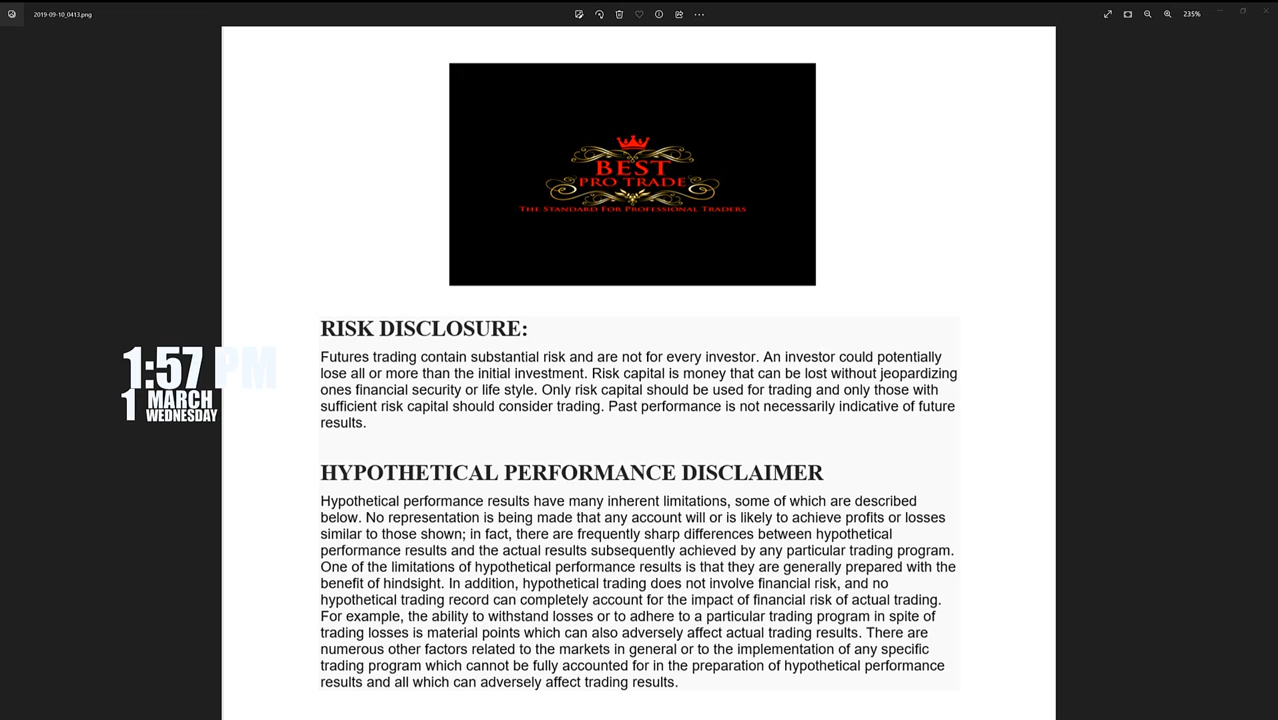 2019-09-10_0413.png
235%
BEST
PRO TRADE
THE STANDARD FOR PROFESSIONAL TRADERS
RISK DISCLOSURE:
Futures trading contain substantial risk and are not for every investor. An investor could potentially
lose all or more than the initial investment. Risk capital is money that can be lost without jeopardizing
ones financial security or life style. Only risk capital should be used for trading and only those with
sufficient risk capital should consider trading. Past performance is not necessarily indicative of future
results.
1:57 PM
1 MARCH
WEDNESDAY
HYPOTHETICAL PERFORMANCE DISCLAIMER
Hypothetical performance results have many inherent limitations, some of which are described
below. No representation is being made that any account will or is likely to achieve profits or losses
similar to those shown; in fact, there are frequently sharp differences between hypothetical
performance results and the actual results subsequently achieved by any particular trading program.
One of the limitations of hypothetical performance results is that they are generally prepared with the
benefit of hindsight. In addition, hypothetical trading does not involve financial risk, and no
hypothetical trading record can completely account for the impact of financial risk of actual trading.
For example, the ability to withstand losses or to adhere to a particular trading program in spite of
trading losses is material points which can also adversely affect actual trading results. There are
numerous other factors related to the markets in general or to the implementation of any specific
trading program which cannot be fully accounted for in the preparation of hypothetical performance
results and all which can adversely affect trading results.